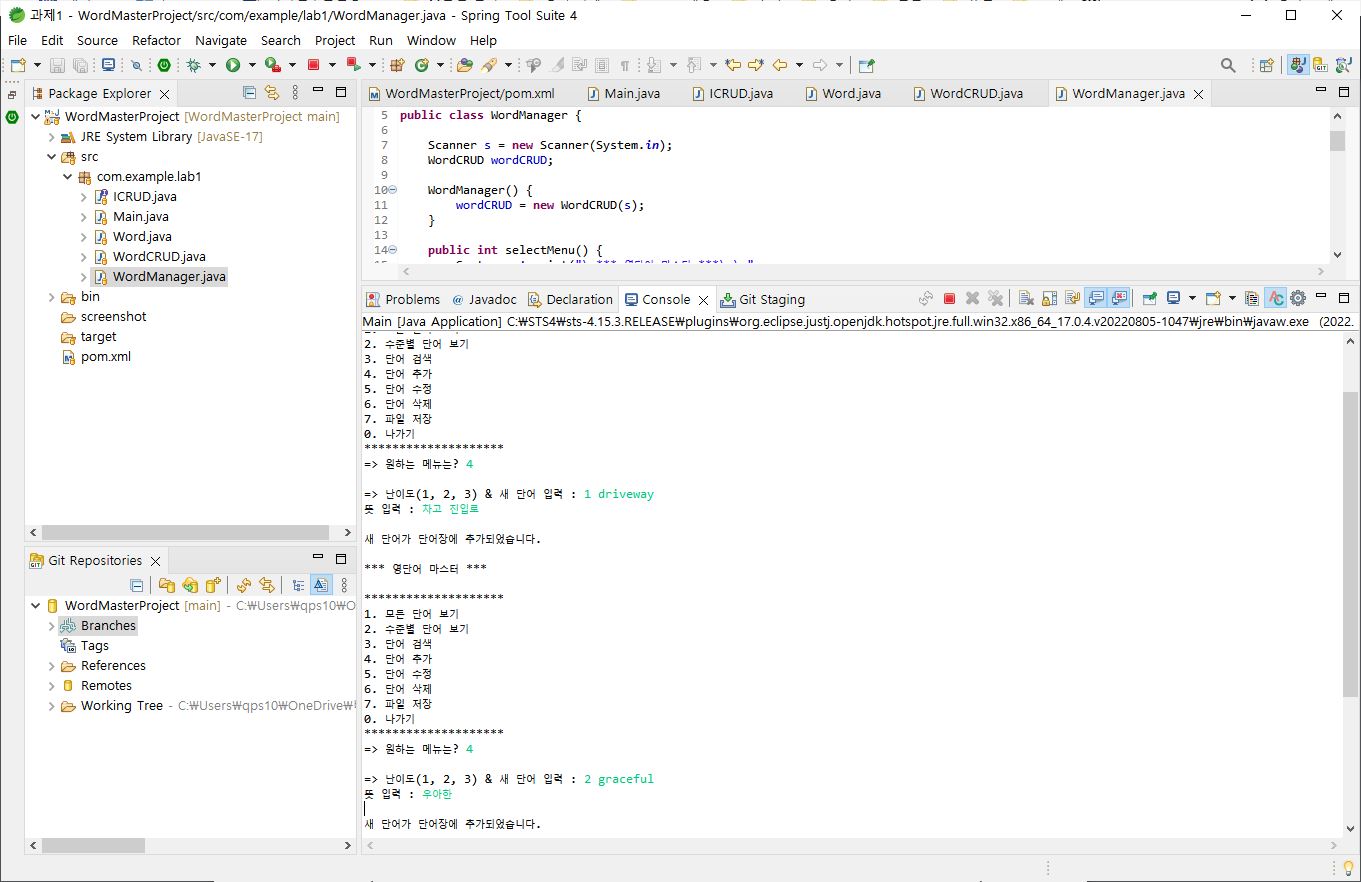 과제1 - WordMasterProject/src/com/example/lab1/WordManager.java - Spring Tool Suite 4
File Edit Source Refactor Navigate Search Project Run Window Help
Package Explorer
WordMasterProject [WordMasterProject main]
JRE System Library [JavaSE-17]
src
com.example.lab1
ICRUD.java
Main.java
Word.java
WordCRUD.java
WordManager.java
bin
screenshot
target
pom.xml
Git Repositories
WordMasterProject [main] - C:₩Users₩qps10₩O
Branches
Tags
References
Remotes
Working Tree - C:₩Users₩qps10₩OneDrive₩
WordMasterProject/pom.xml Main.java ICRUD.java Word.java WordCRUD.java WordManager.java
5 public class WordManager {
6
7 Scanner s = new Scanner(System.in);
8 WordCRUD wordCRUD;
9
10 WordManager() {
11 wordCRUD = new WordCRUD(s);
12 }
13
14 public int selectMenu() {
Problems @ Javadoc Declaration Console Git Staging
Main [Java Application] C:₩STS4₩sts-4.15.3.RELEASE₩plugins₩org.eclipse.justj.openjdk.hotspot.jre.full.win32.x86_64_17.0.4.v20220805-1047₩jre₩bin₩javaw.exe (2022.
2. 수준별 단어 보기
3. 단어 검색
4. 단어 추가
5. 단어 수정
6. 단어 삭제
7. 파일 저장
0. 나가기
********************
=> 원하는 메뉴는? 4
=> 난이도(1, 2, 3) & 새 단어 입력 : 1 driveway
뜻 입력 : 차고 진입로
새 단어가 단어장에 추가되었습니다.
*** 영단어 마스터 ***
********************
1. 모든 단어 보기
2. 수준별 단어 보기
3. 단어 검색
4. 단어 추가
5. 단어 수정
6. 단어 삭제
7. 파일 저장
0. 나가기
********************
=> 원하는 메뉴는? 4
=> 난이도(1, 2, 3) & 새 단어 입력 : 2 graceful
뜻 입력 : 우아한
새 단어가 단어장에 추가되었습니다.